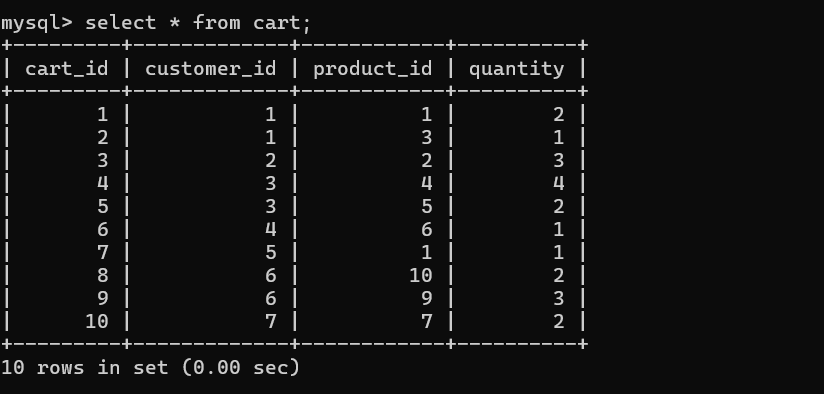 mysql> select * from cart;
+---------+-------------+------------+----------+
| cart_id | customer_id | product_id | quantity |
+---------+-------------+------------+----------+
|       1 |           1 |          1 |        2 |
|       2 |           1 |          3 |        1 |
|       3 |           2 |          2 |        3 |
|       4 |           3 |          4 |        4 |
|       5 |           3 |          5 |        2 |
|       6 |           4 |          6 |        1 |
|       7 |           5 |          1 |        1 |
|       8 |           6 |         10 |        2 |
|       9 |           6 |          9 |        3 |
|      10 |           7 |          7 |        2 |
+---------+-------------+------------+----------+
10 rows in set (0.00 sec)